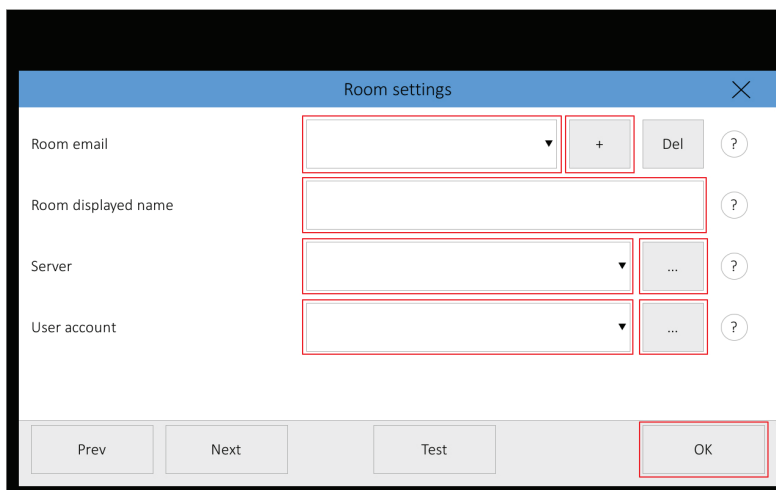 Room settings
Room email
+
Del
?
Room displayed name
?
Server
...
?
User account
...
?
Prev
Next
Test
OK